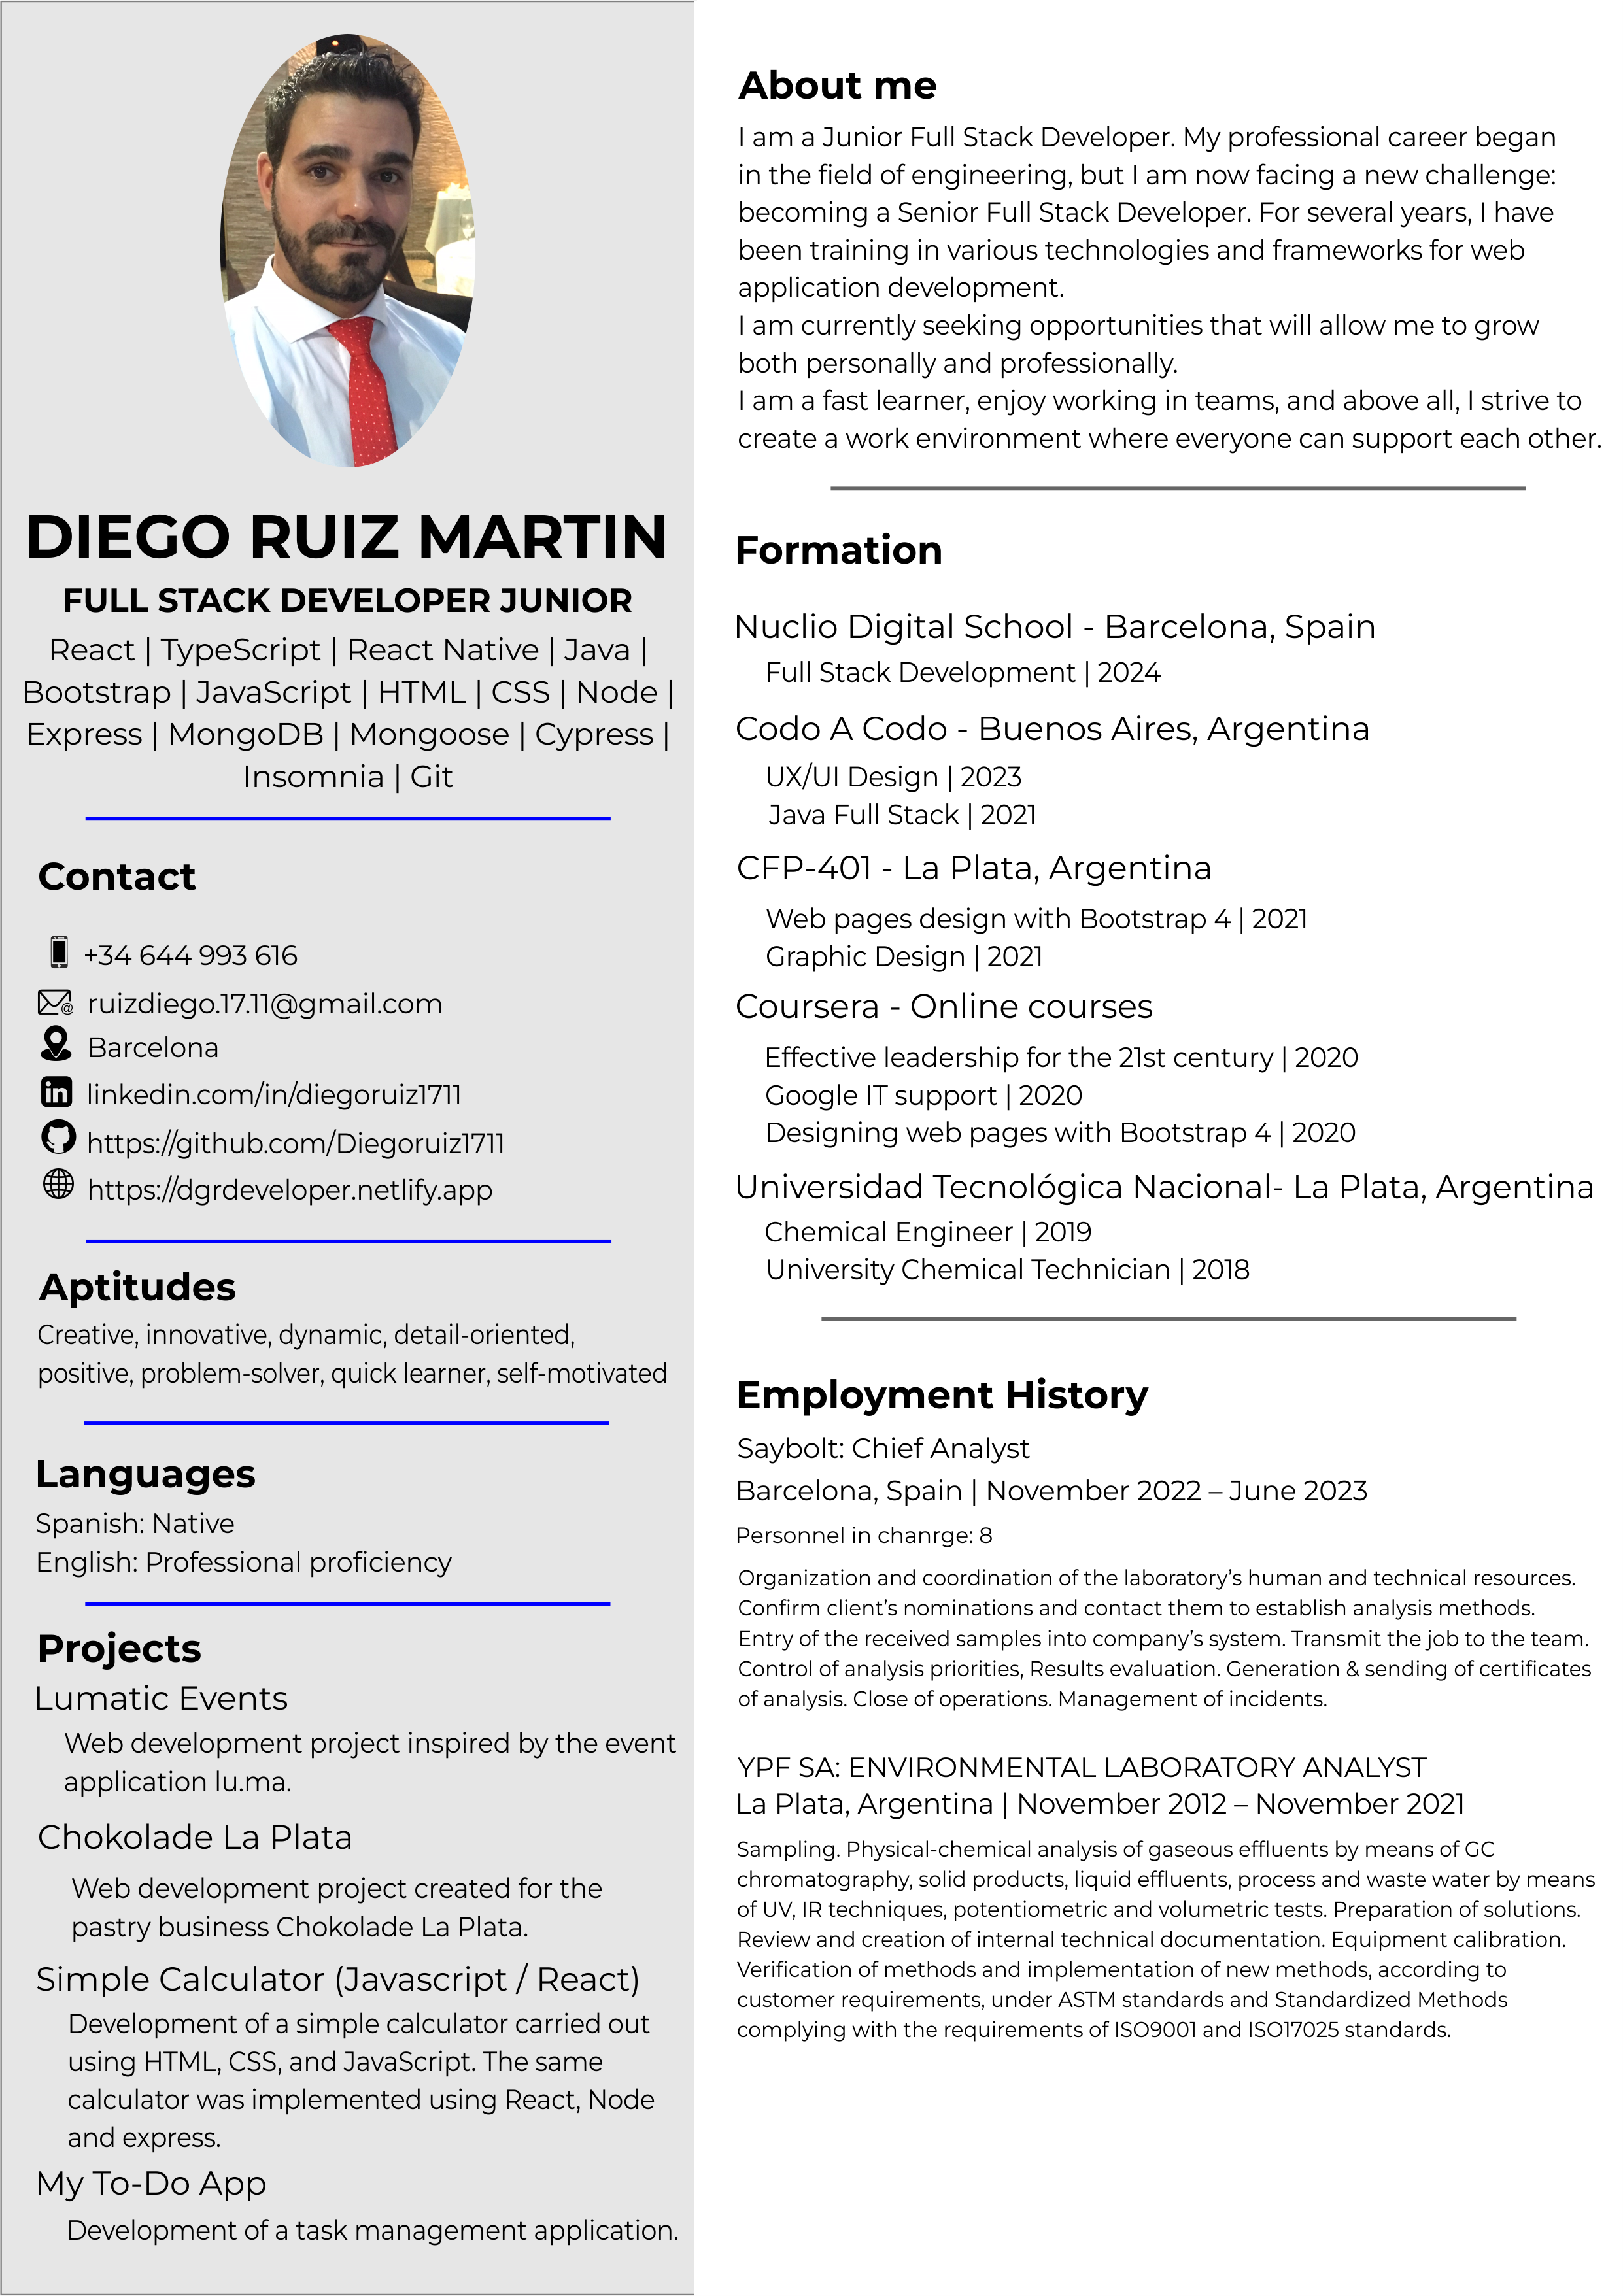 DIEGO RUIZ MARTIN
FULL STACK DEVELOPER JUNIOR
React | TypeScript | React Native | Java |
Bootstrap | JavaScript | HTML | CSS | Node |
Express | MongoDB | Mongoose | Cypress |
Insomnia | Git
Contact
+34 644 993 616
ruizdiego.17.11@gmail.com
Barcelona
linkedin.com/in/diegoruiz1711
https://github.com/Diegoruiz1711
https://dgrdeveloper.netlify.app
Aptitudes
Creative, innovative, dynamic, detail-oriented,
positive, problem-solver, quick learner, self-motivated
Languages
Spanish: Native
English: Professional proficiency
Projects
Lumatic Events
Web development project inspired by the event
application lu.ma.
Chokolade La Plata
Web development project created for the
pastry business Chokolade La Plata.
Simple Calculator (Javascript / React)
Development of a simple calculator carried out
using HTML, CSS, and JavaScript. The same
calculator was implemented using React, Node
and express.
My To-Do App
Development of a task management application.
About me
I am a Junior Full Stack Developer. My professional career began
in the field of engineering, but I am now facing a new challenge:
becoming a Senior Full Stack Developer. For several years, I have
been training in various technologies and frameworks for web
application development.
I am currently seeking opportunities that will allow me to grow
both personally and professionally.
I am a fast learner, enjoy working in teams, and above all, I strive to
create a work environment where everyone can support each other.
Formation
Nuclio Digital School - Barcelona, Spain
Full Stack Development | 2024
Codo A Codo - Buenos Aires, Argentina
UX/UI Design | 2023
Java Full Stack | 2021
CFP-401 - La Plata, Argentina
Web pages design with Bootstrap 4 | 2021
Graphic Design | 2021
Coursera - Online courses
Effective leadership for the 21st century | 2020
Google IT support | 2020
Designing web pages with Bootstrap 4 | 2020
Universidad Tecnológica Nacional- La Plata, Argentina
Chemical Engineer | 2019
University Chemical Technician | 2018
Employment History
Saybolt: Chief Analyst
Barcelona, Spain | November 2022 – June 2023
Personnel in chanrge: 8
Organization and coordination of the laboratory’s human and technical resources.
Confirm client’s nominations and contact them to establish analysis methods.
Entry of the received samples into company’s system. Transmit the job to the team.
Control of analysis priorities, Results evaluation. Generation & sending of certificates
of analysis. Close of operations. Management of incidents.
YPF SA: ENVIRONMENTAL LABORATORY ANALYST
La Plata, Argentina | November 2012 – November 2021
Sampling. Physical-chemical analysis of gaseous effluents by means of GC
chromatography, solid products, liquid effluents, process and waste water by means
of UV, IR techniques, potentiometric and volumetric tests. Preparation of solutions.
Review and creation of internal technical documentation. Equipment calibration.
Verification of methods and implementation of new methods, according to
customer requirements, under ASTM standards and Standardized Methods
complying with the requirements of ISO9001 and ISO17025 standards.